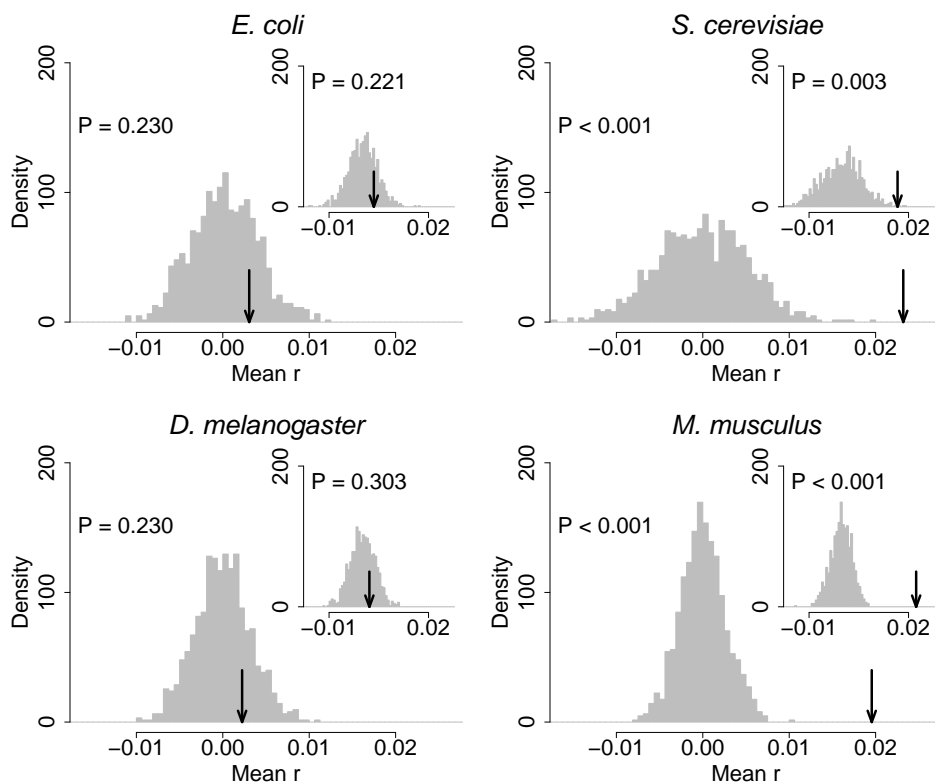 E. coli
S. cerevisiae
200
100
0
Density
P = 0.230
200
0
P = 0.221
−0.01
0.02
−0.01
0.00
0.01
0.02
Mean r
200
100
0
Density
P < 0.001
200
0
P = 0.003
−0.01
0.02
−0.01
0.00
0.01
0.02
Mean r
D. melanogaster
M. musculus
200
100
0
Density
P = 0.230
200
0
P = 0.303
−0.01
0.02
−0.01
0.00
0.01
0.02
Mean r
200
100
0
Density
P < 0.001
200
0
P < 0.001
−0.01
0.02
−0.01
0.00
0.01
0.02
Mean r